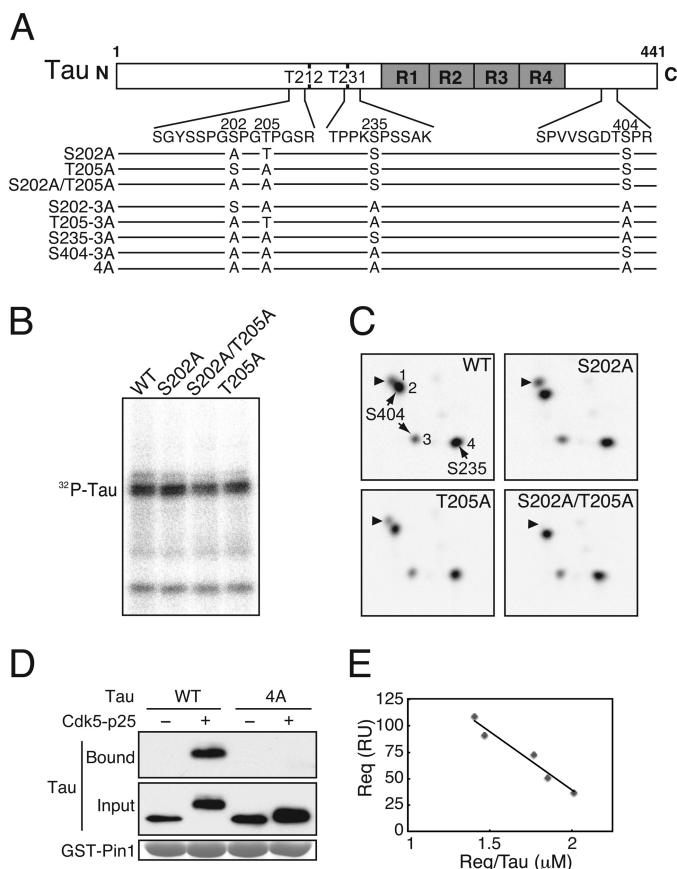 A
1
441
Tau N
T212 T231
R1 R2 R3 R4
C
202 205 235 404
SGYSSPGSPGTPGSR TPPKSPSSAK SPVVSGDTSPR
S202A A T S S
T205A S A S S
S202A/T205A A A S S
S202-3A S A A A
T205-3A A T A A
S235-3A A A S A
S404-3A A A A S
4A A A A A
B
WT S202A S202A/T205A T205A
³²P-Tau
C
WT
1
2
S404
3
4
S235
S202A
T205A
S202A/T205A
D
Tau WT 4A
Cdk5-p25 – + – +
Bound
Tau
Input
GST-Pin1
E
Req (RU)
125
100
75
50
25
0
1 1.5 2
Req/Tau (μM)